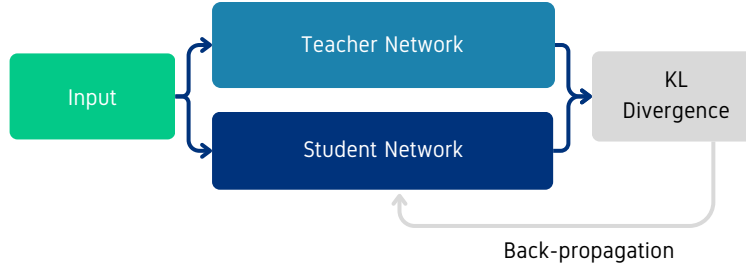 Teacher Network
Input
KL
Divergence
Student Network
Back-propagation